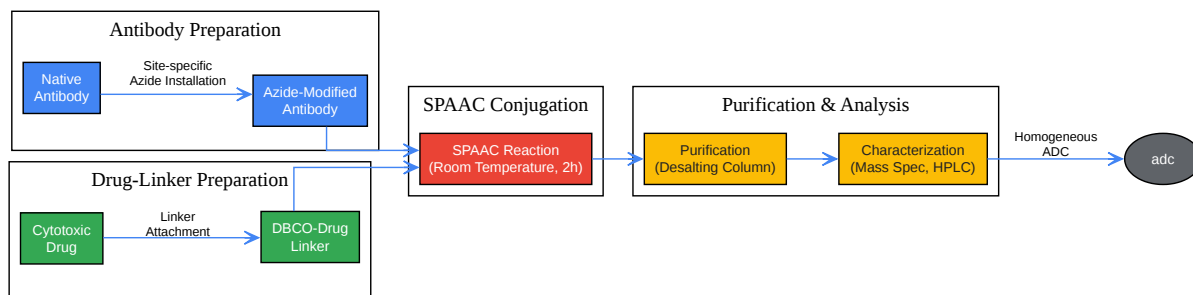 Antibody Preparation
Native
Antibody
Site-specific
Azide Installation
Azide-Modified
Antibody
Drug-Linker Preparation
Cytotoxic
Drug
Linker
Attachment
DBCO-Drug
Linker
SPAAC Conjugation
SPAAC Reaction
(Room Temperature, 2h)
Purification & Analysis
Purification
(Desalting Column)
Characterization
(Mass Spec, HPLC)
Homogeneous
ADC
adc